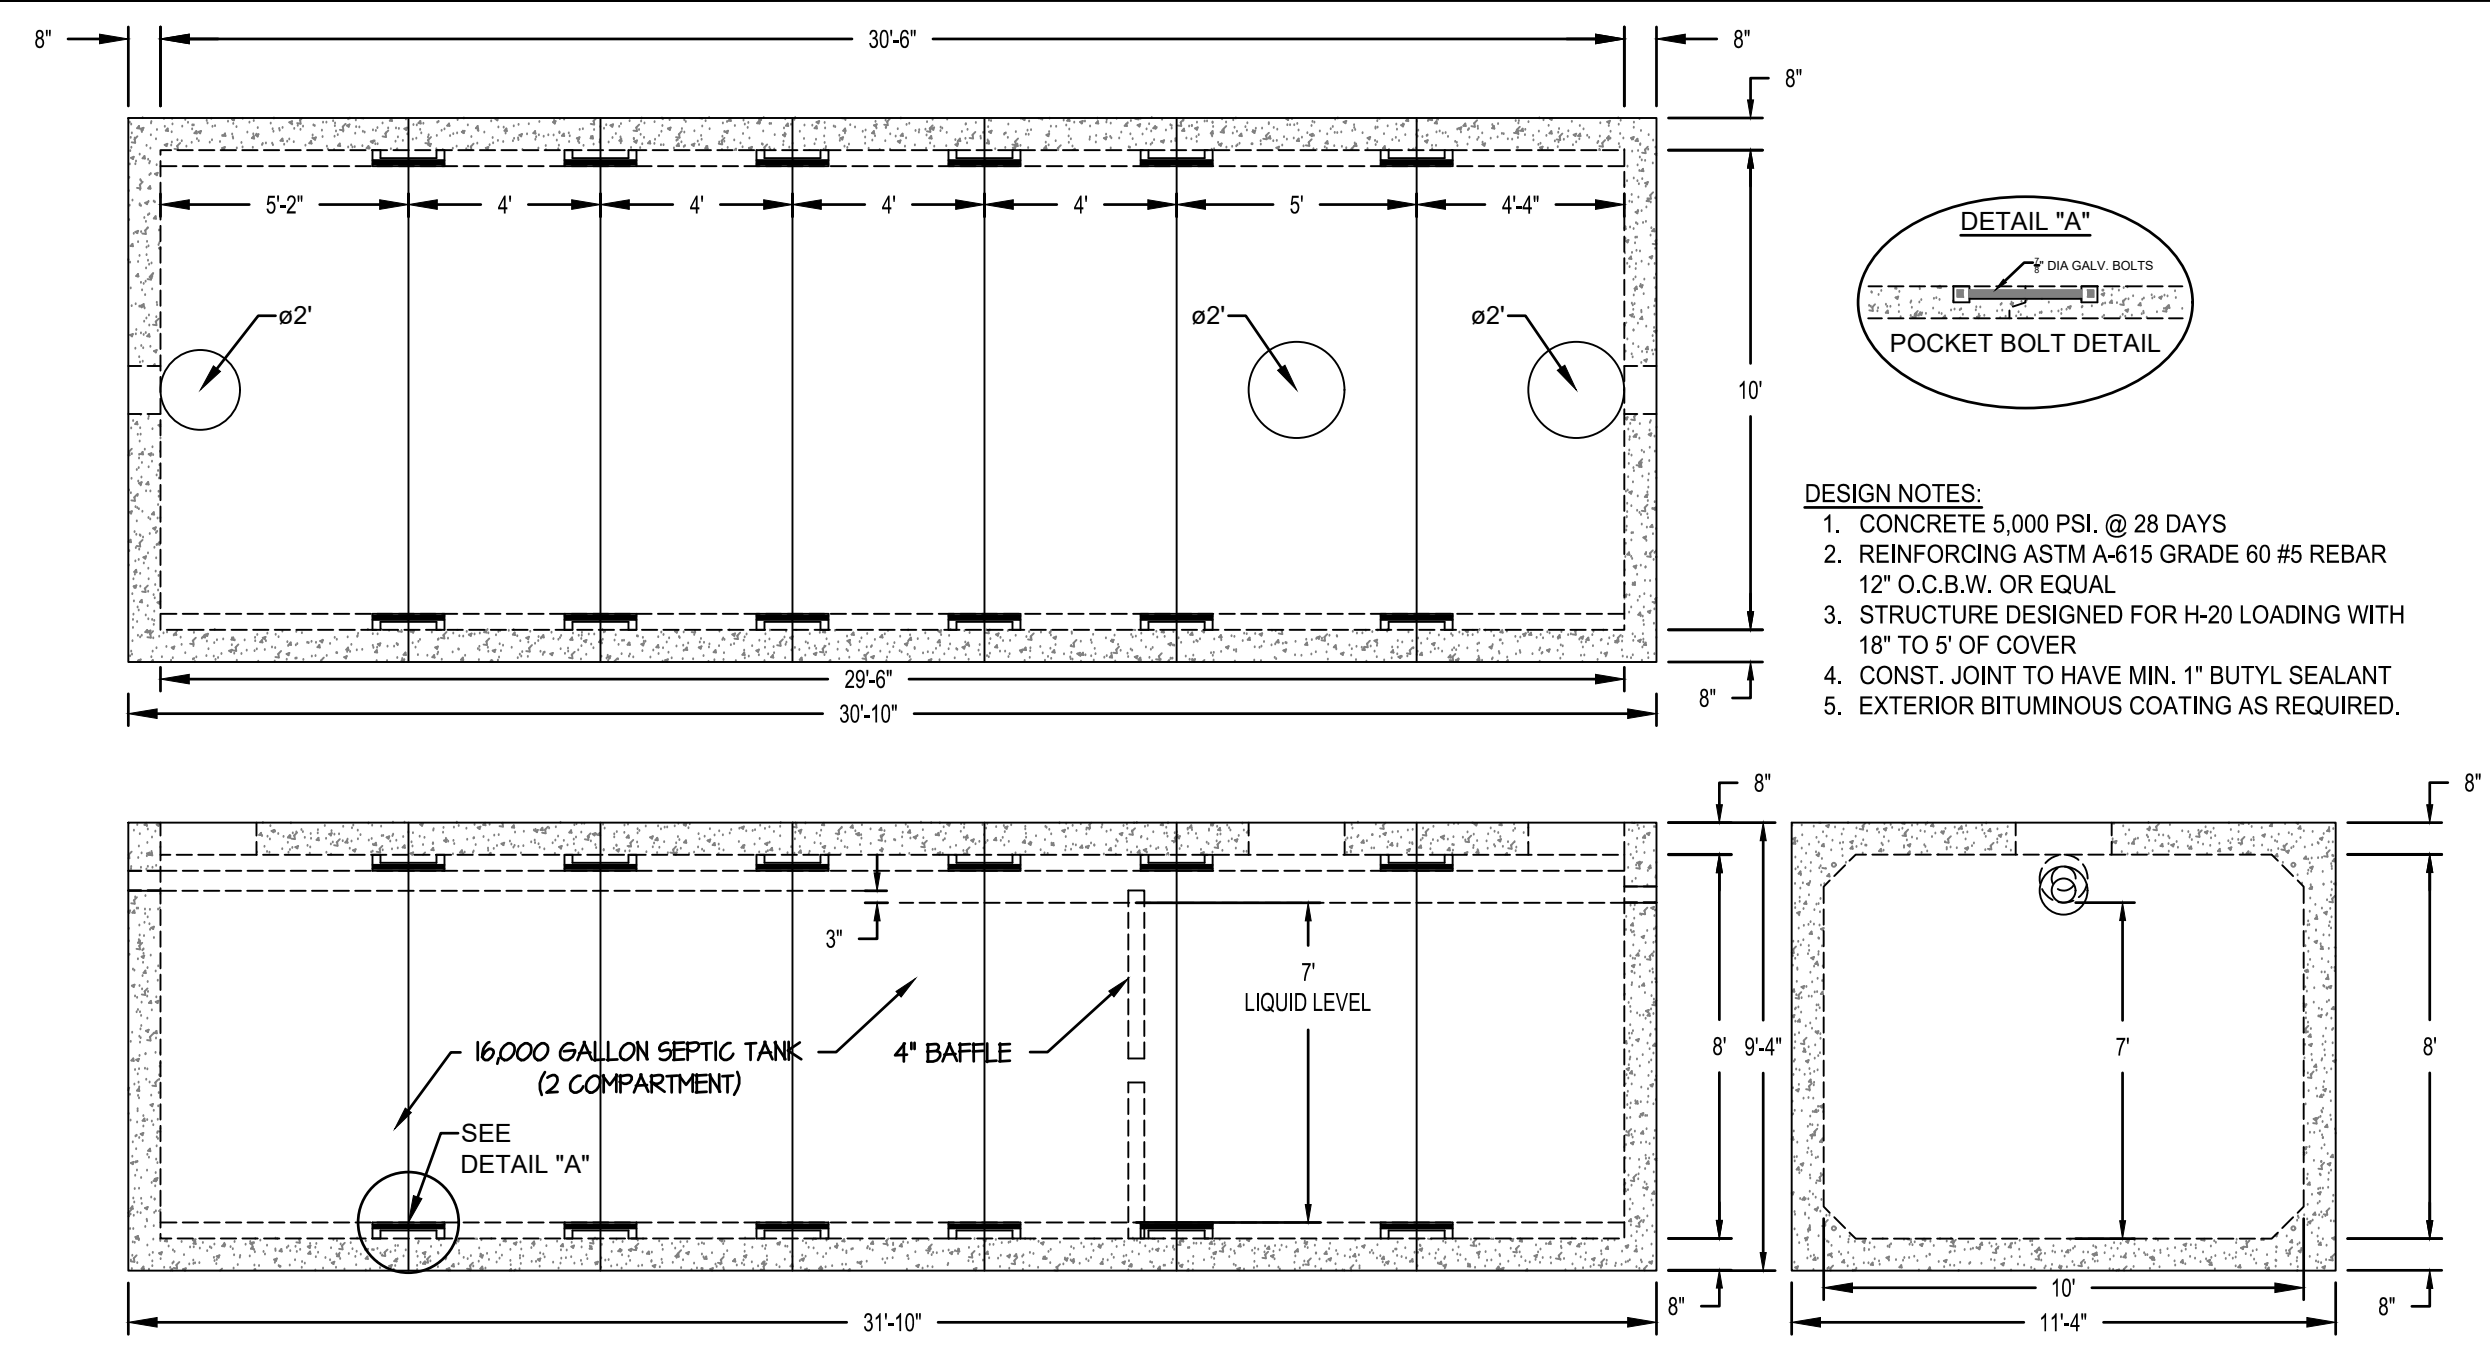 8"
30'-6"
8"
8"
5'-2"
4'
4'
4'
4'
5'
4'-4"
ø2'
ø2'
ø2'
10'
29'-6"
30'-10"
8"
DETAIL "A"
7/8" DIA GALV. BOLTS
POCKET BOLT DETAIL
DESIGN NOTES:
1. CONCRETE 5,000 PSI. @ 28 DAYS
2. REINFORCING ASTM A-615 GRADE 60 #5 REBAR
12" O.C.B.W. OR EQUAL
3. STRUCTURE DESIGNED FOR H-20 LOADING WITH
18" TO 5' OF COVER
4. CONST. JOINT TO HAVE MIN. 1" BUTYL SEALANT
5. EXTERIOR BITUMINOUS COATING AS REQUIRED.
8"
3"
7'
LIQUID LEVEL
16,000 GALLON SEPTIC TANK
(2 COMPARTMENT)
4" BAFFLE
SEE
DETAIL "A"
8'
9'-4"
8"
31'-10"
8"
7'
8'
10'
11'-4"
8"